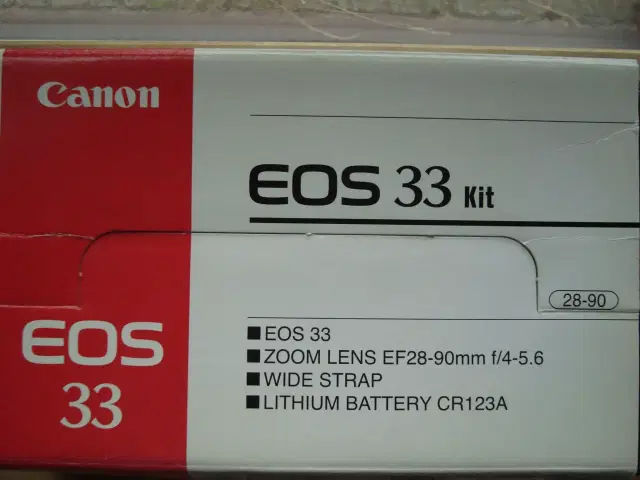 Canon
EOS 33 Kit
28-90
EOS
33
■EOS 33
■ZOOM LENS EF28-90mm f/4-5.6
■WIDE STRAP
■LITHIUM BATTERY CR123A